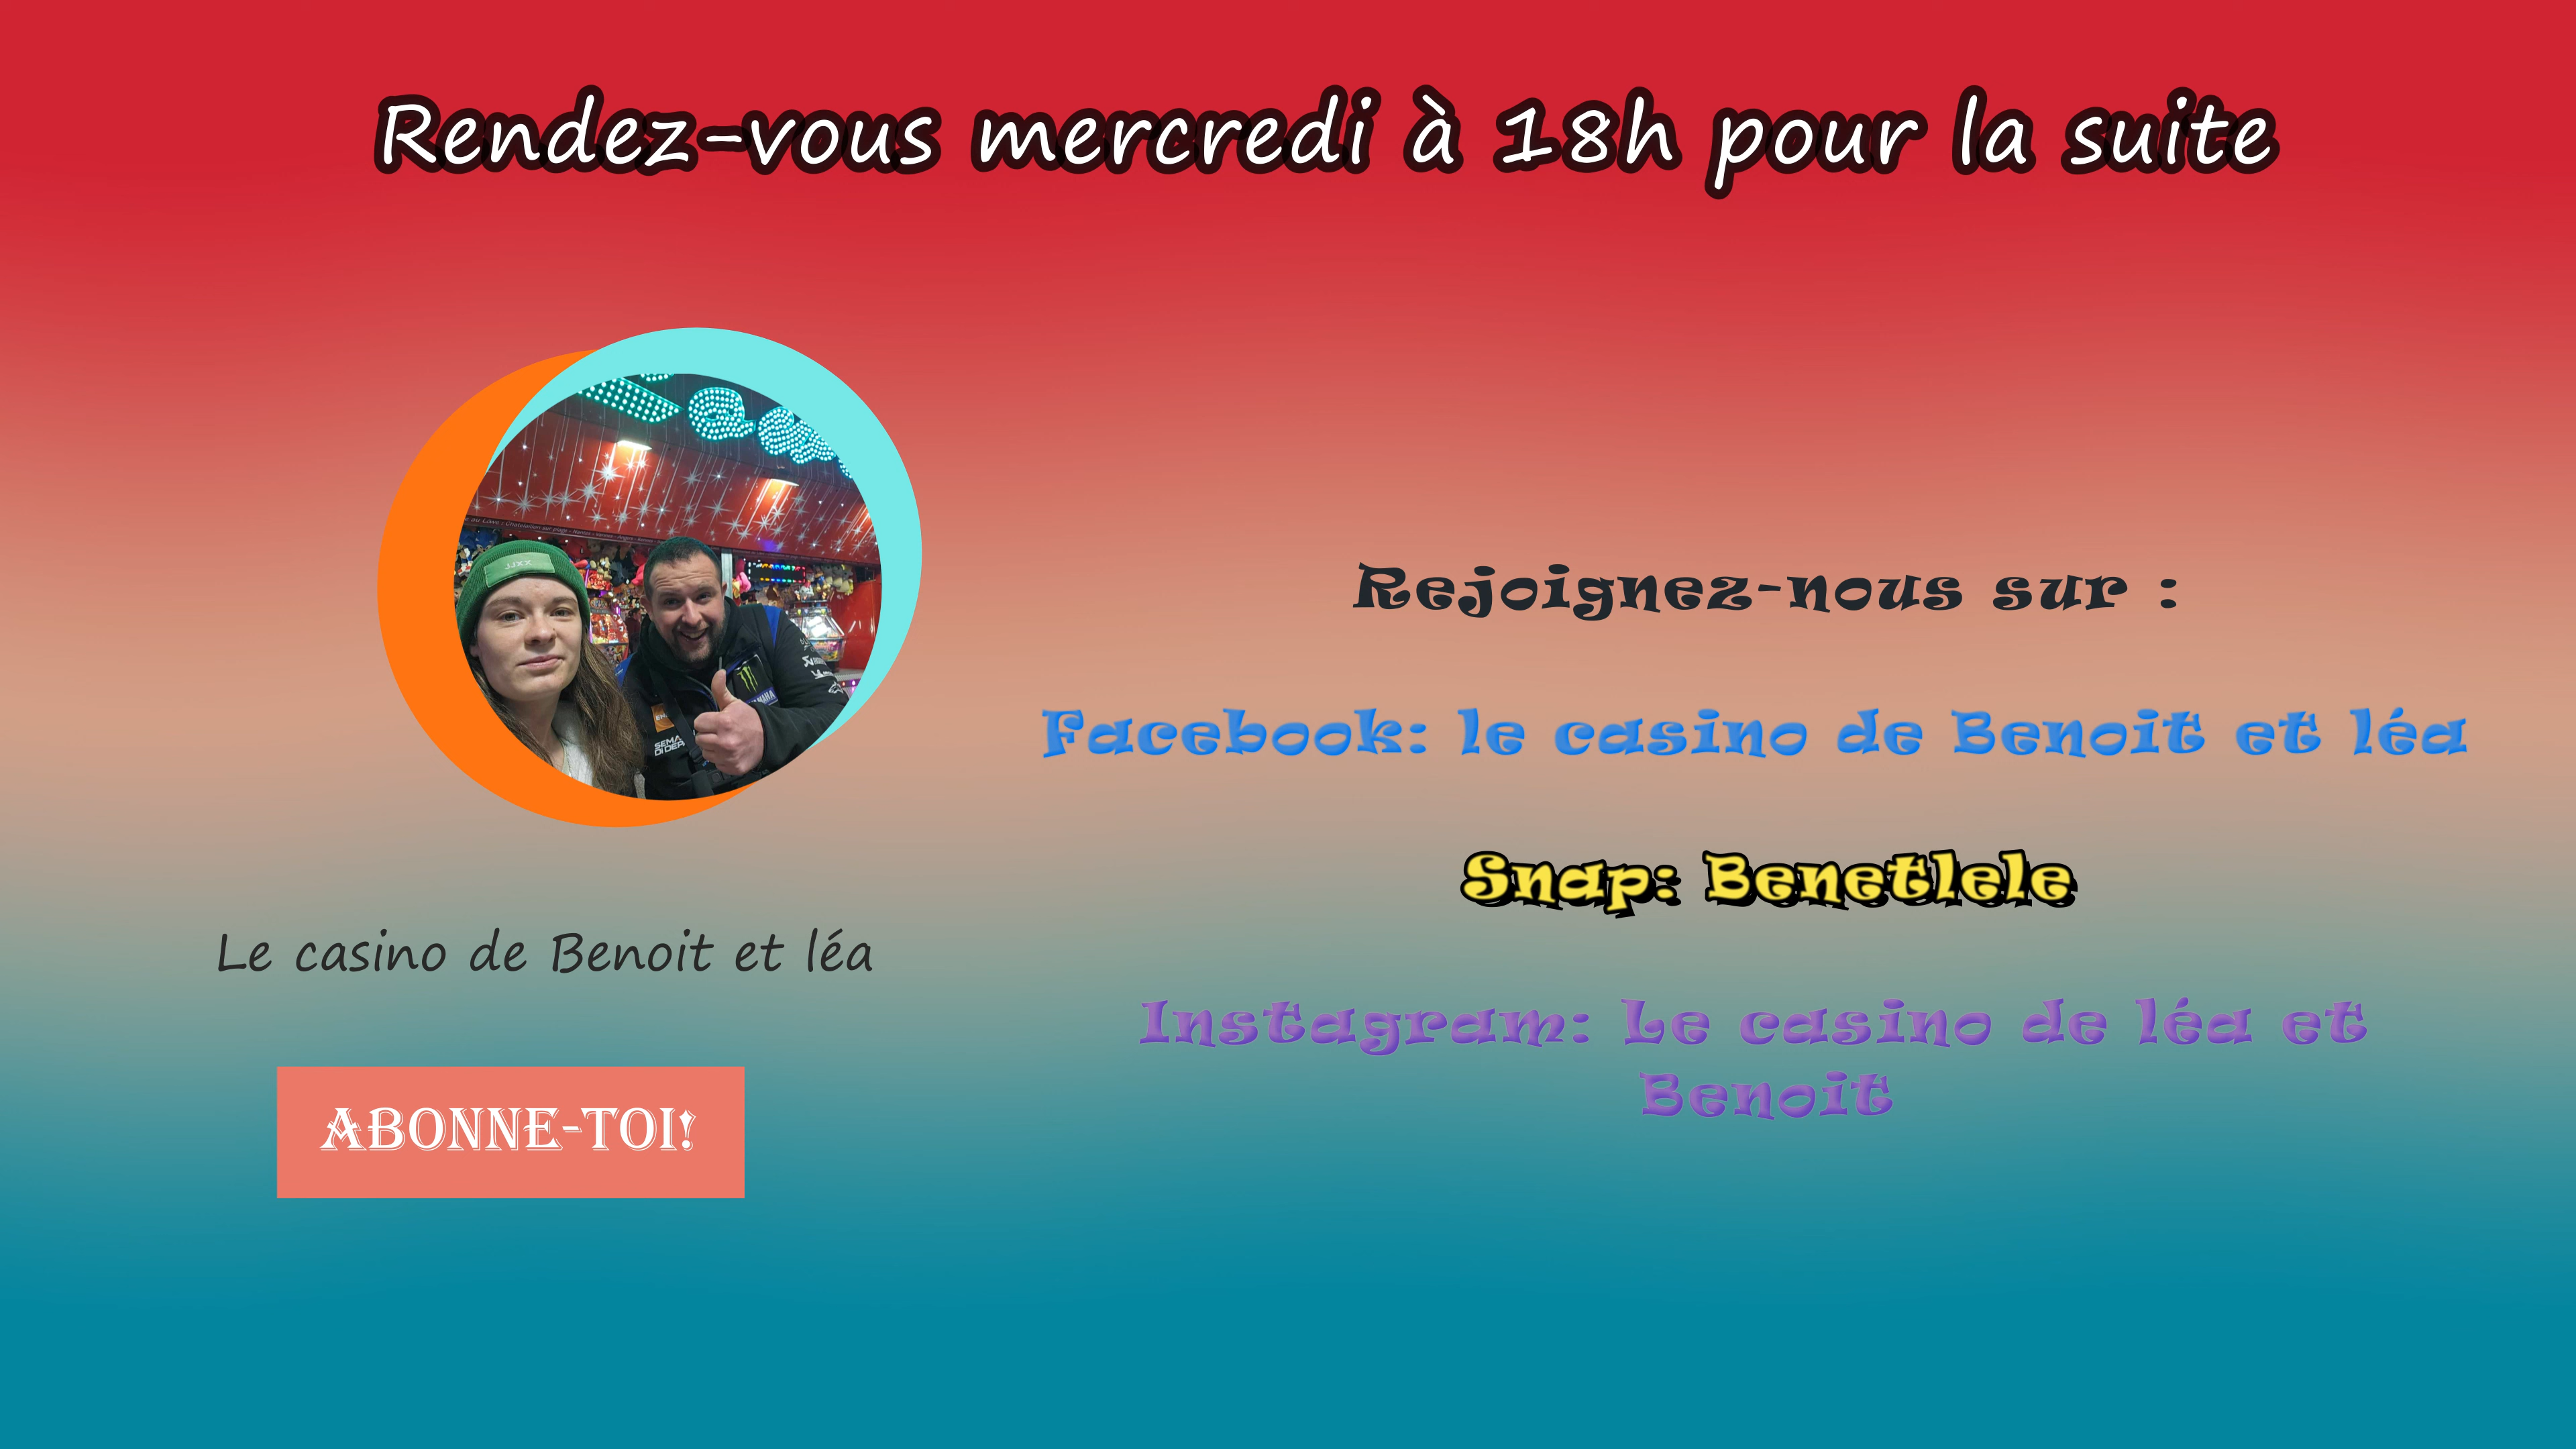 Rendez-vous mercredi à 18h pour la suite
JJXX
Rejoignez-nous sur :
Facebook: le casino de Benoit et léa
Snap: Benetlele
Le casino de Benoit et léa
Instagram: Le casino de léa et
Benoit
ABONNE-TOI!